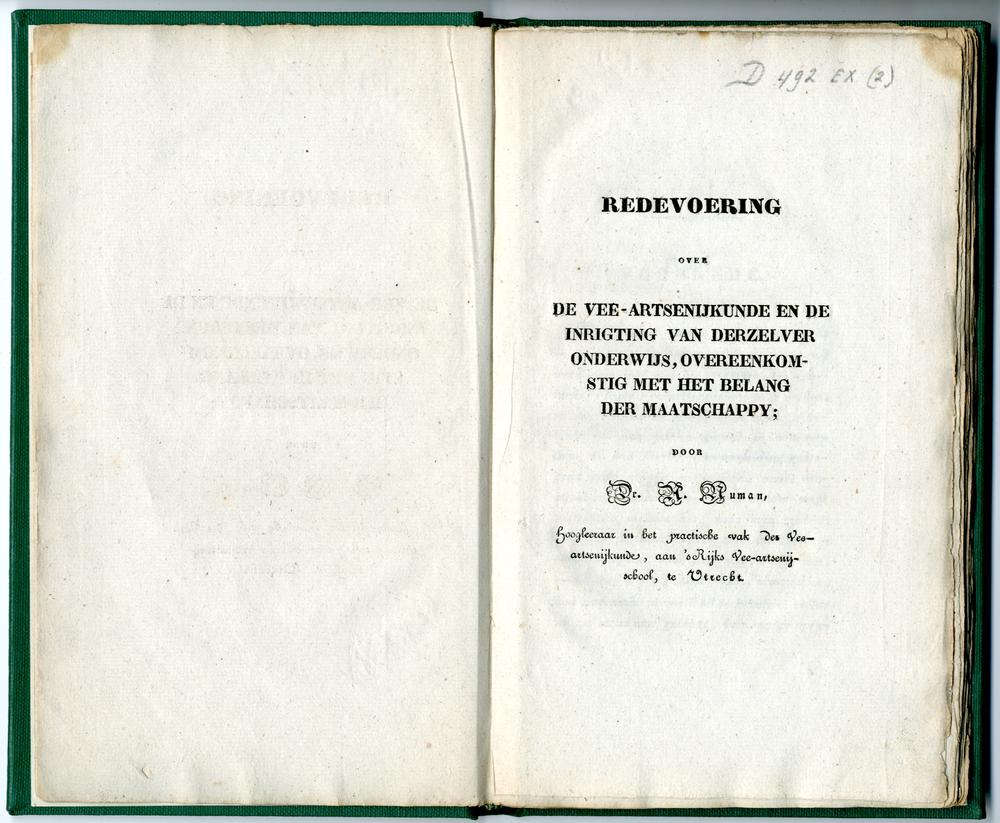 D 492 EX (2)
REDEVOERING
OVER
DE VEE-ARTSENIJKUNDE EN DE
INRIGTING VAN DERZELVER
ONDERWIJS, OVEREENKOM-
STIG MET HET BELANG
DER MAATSCHAPPY;
DOOR
Dr. A. Numan,
Hoogleeraar in het practische vak der Vee-
artsenijkunde, aan 's Rijks Vee-artsenij-
school, te Utrecht.